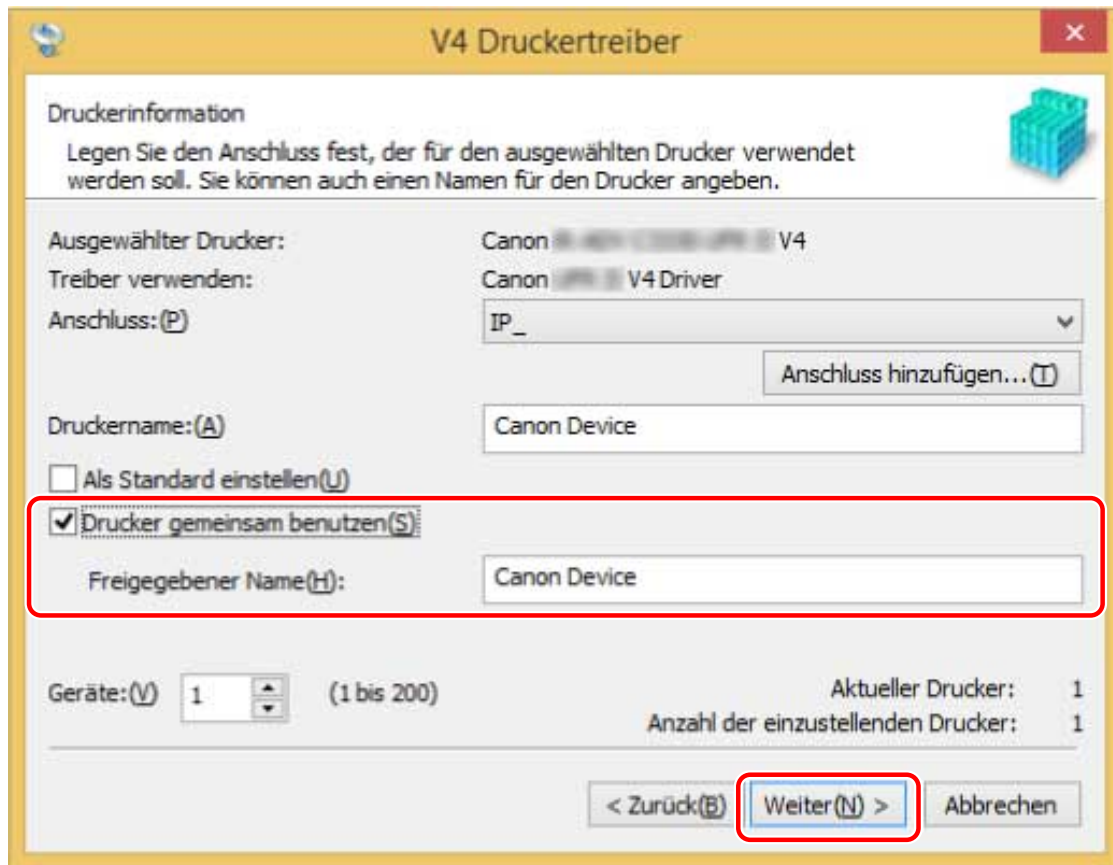 V4 Druckertreiber
Druckerinformation
Legen Sie den Anschluss fest, der für den ausgewählten Drucker verwendet
werden soll. Sie können auch einen Namen für den Drucker angeben.
Ausgewählter Drucker: Canon V4
Treiber verwenden: Canon V4 Driver
Anschluss:(P) IP_
Anschluss hinzufügen...(T)
Druckername:(A) Canon Device
Als Standard einstellen(U)
Drucker gemeinsam benutzen(S)
Freigegebener Name(H): Canon Device
Geräte:(V) 1 (1 bis 200) Aktueller Drucker: 1
Anzahl der einzustellenden Drucker: 1
< Zurück(B) Weiter(N) > Abbrechen